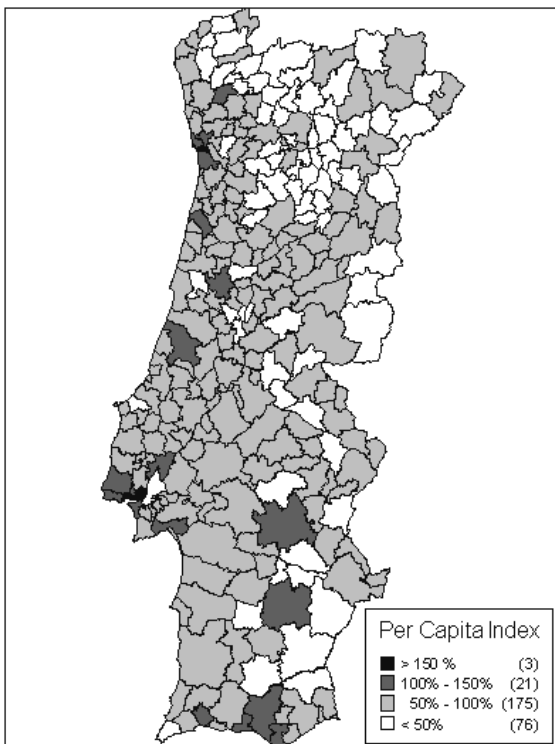 Per Capita Index
> 150 % (3)
100% - 150% (21)
50% - 100% (175)
< 50% (76)